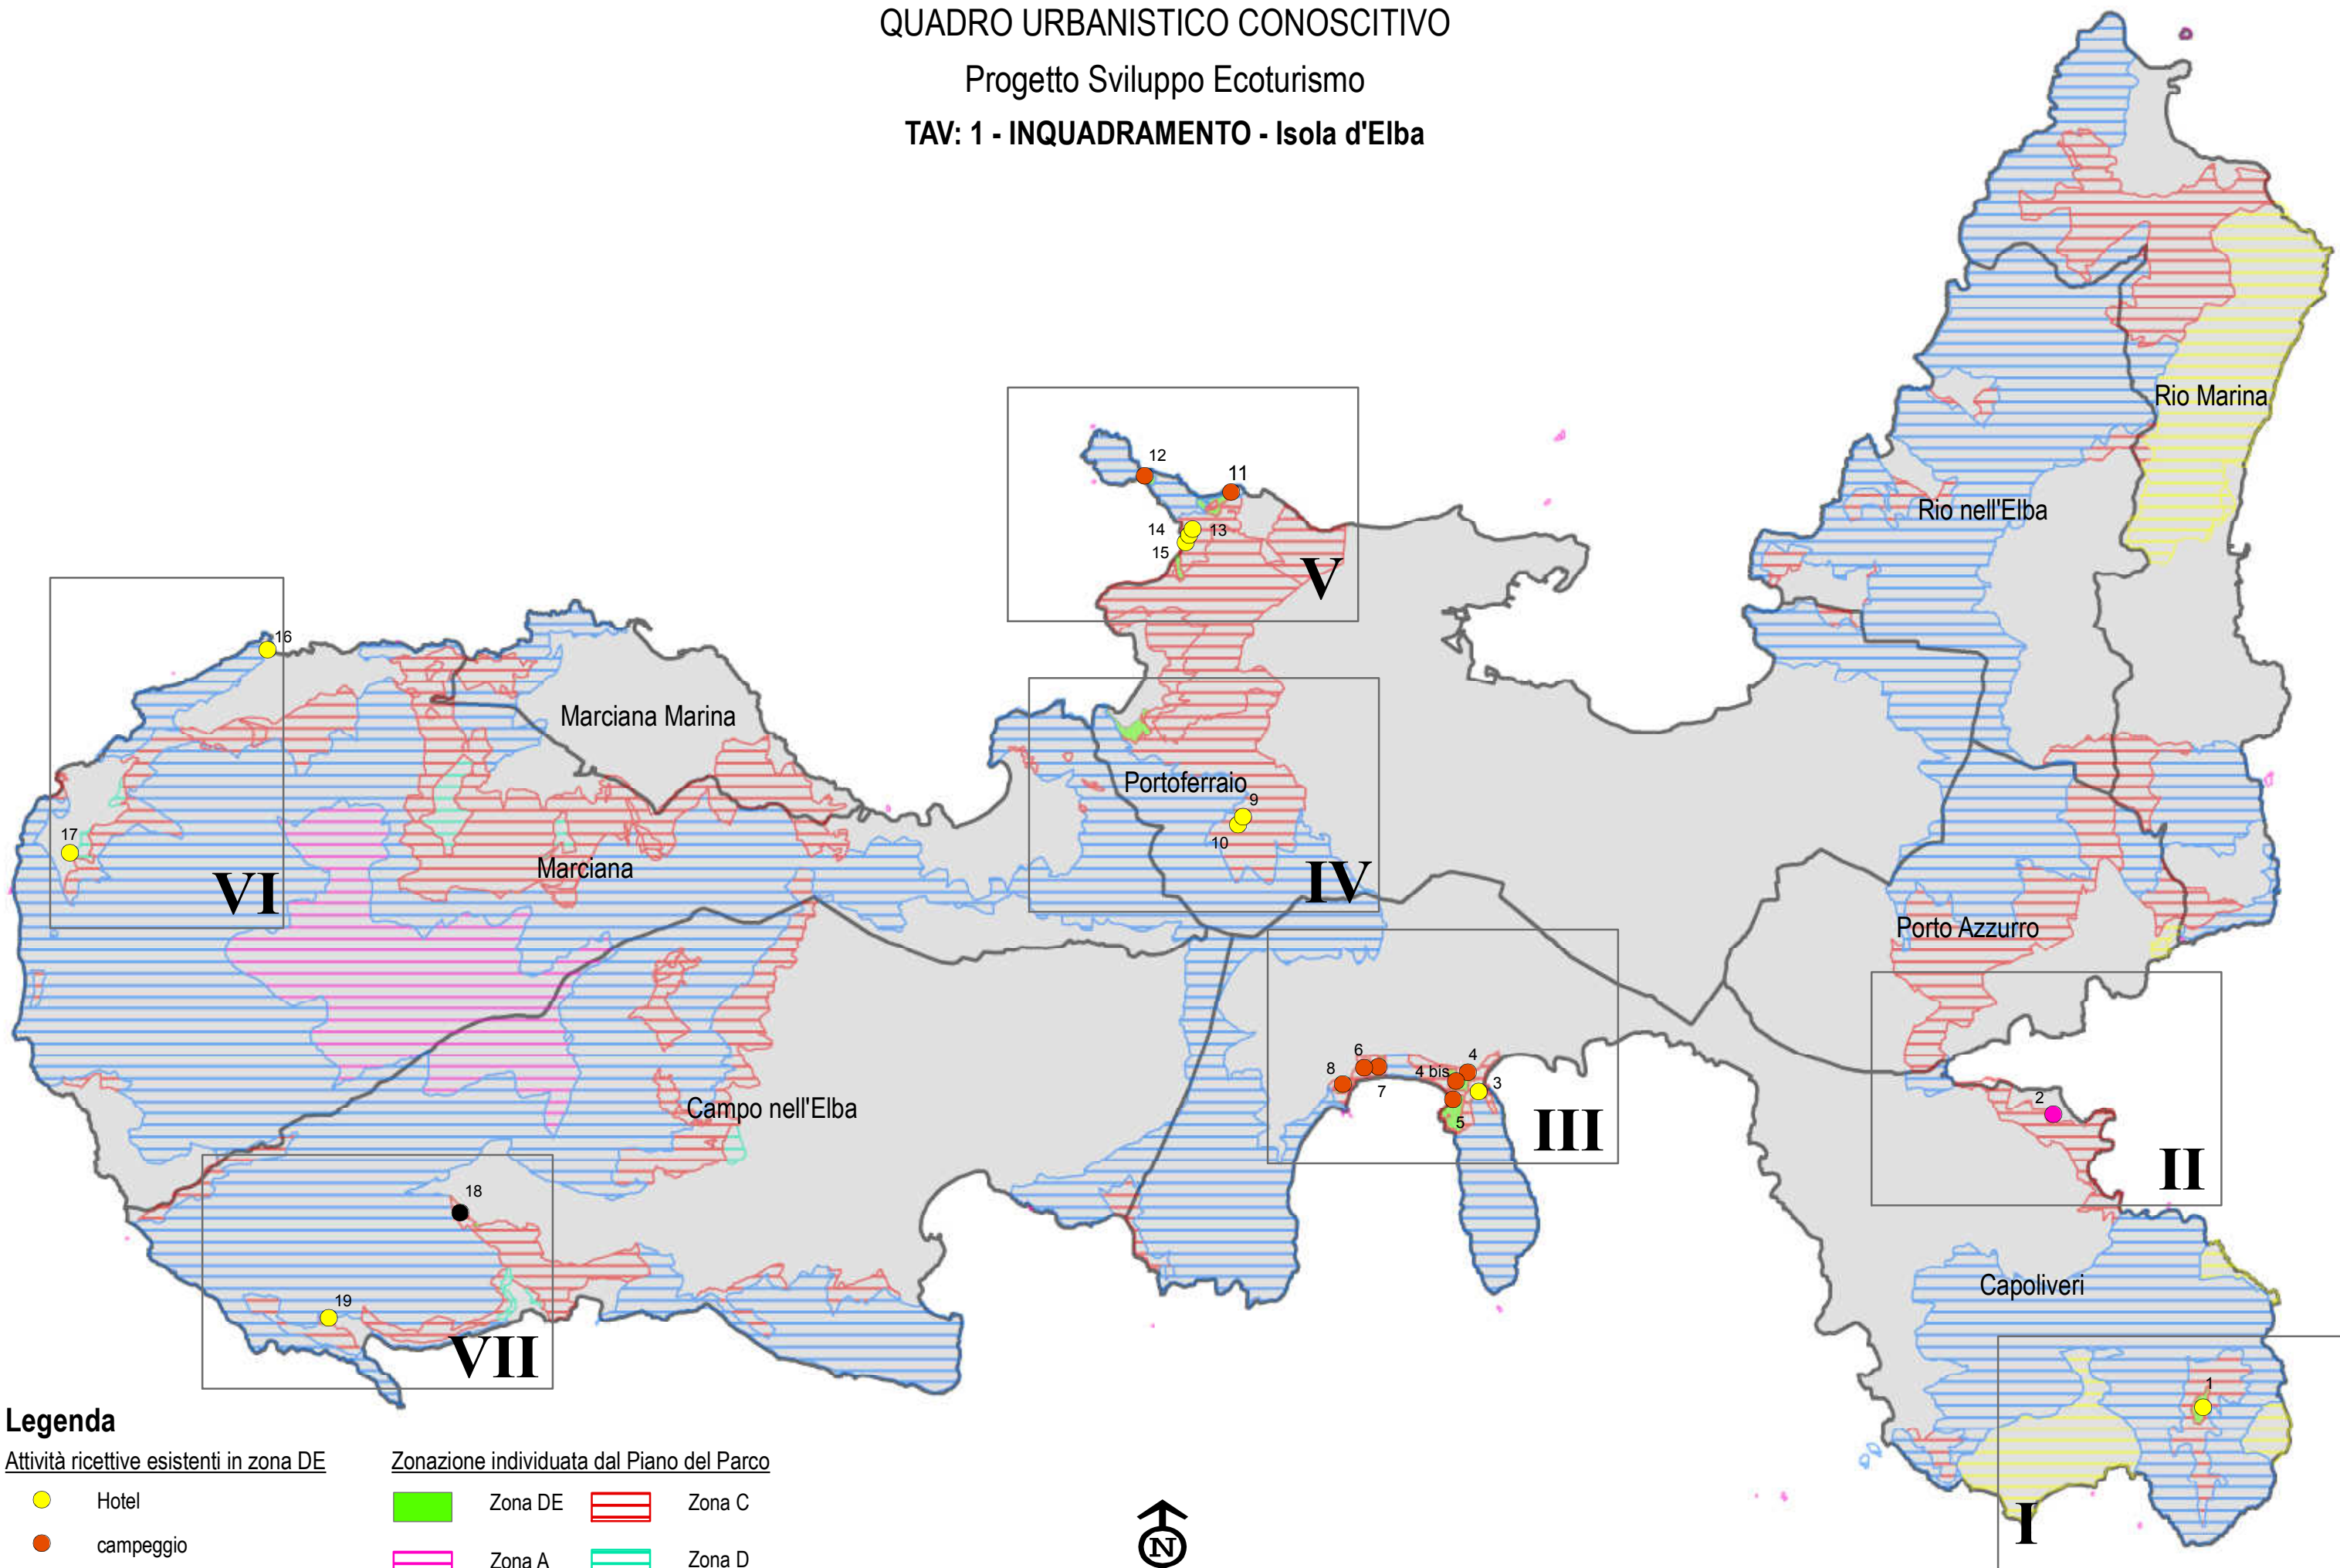 QUADRO URBANISTICO CONOSCITIVO
Progetto Sviluppo Ecoturismo
TAV: 1 - INQUADRAMENTO - Isola d'Elba
Rio Marina
12
11
14
13
15
V
Rio nell'Elba
16
Marciana Marina
Portoferraio
9
10
IV
17
Marciana
VI
Porto Azzurro
6
4
8
4 bis
3
7
5
III
2
II
Campo nell'Elba
18
19
VII
Capoliveri
1
I
Legenda
Attività ricettive esistenti in zona DE
Zonazione individuata dal Piano del Parco
Hotel
Zona DE
Zona C
campeggio
Zona A
Zona D
N